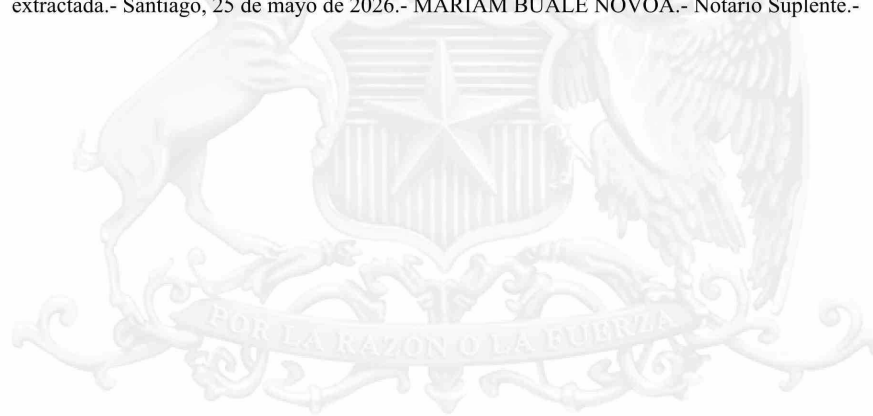 extractada.- Santiago, 25 de mayo de 2026.- MARIAM BUALE NOVOA.- Notario Suplente.-
POR LA RAZON O LA FUERZA